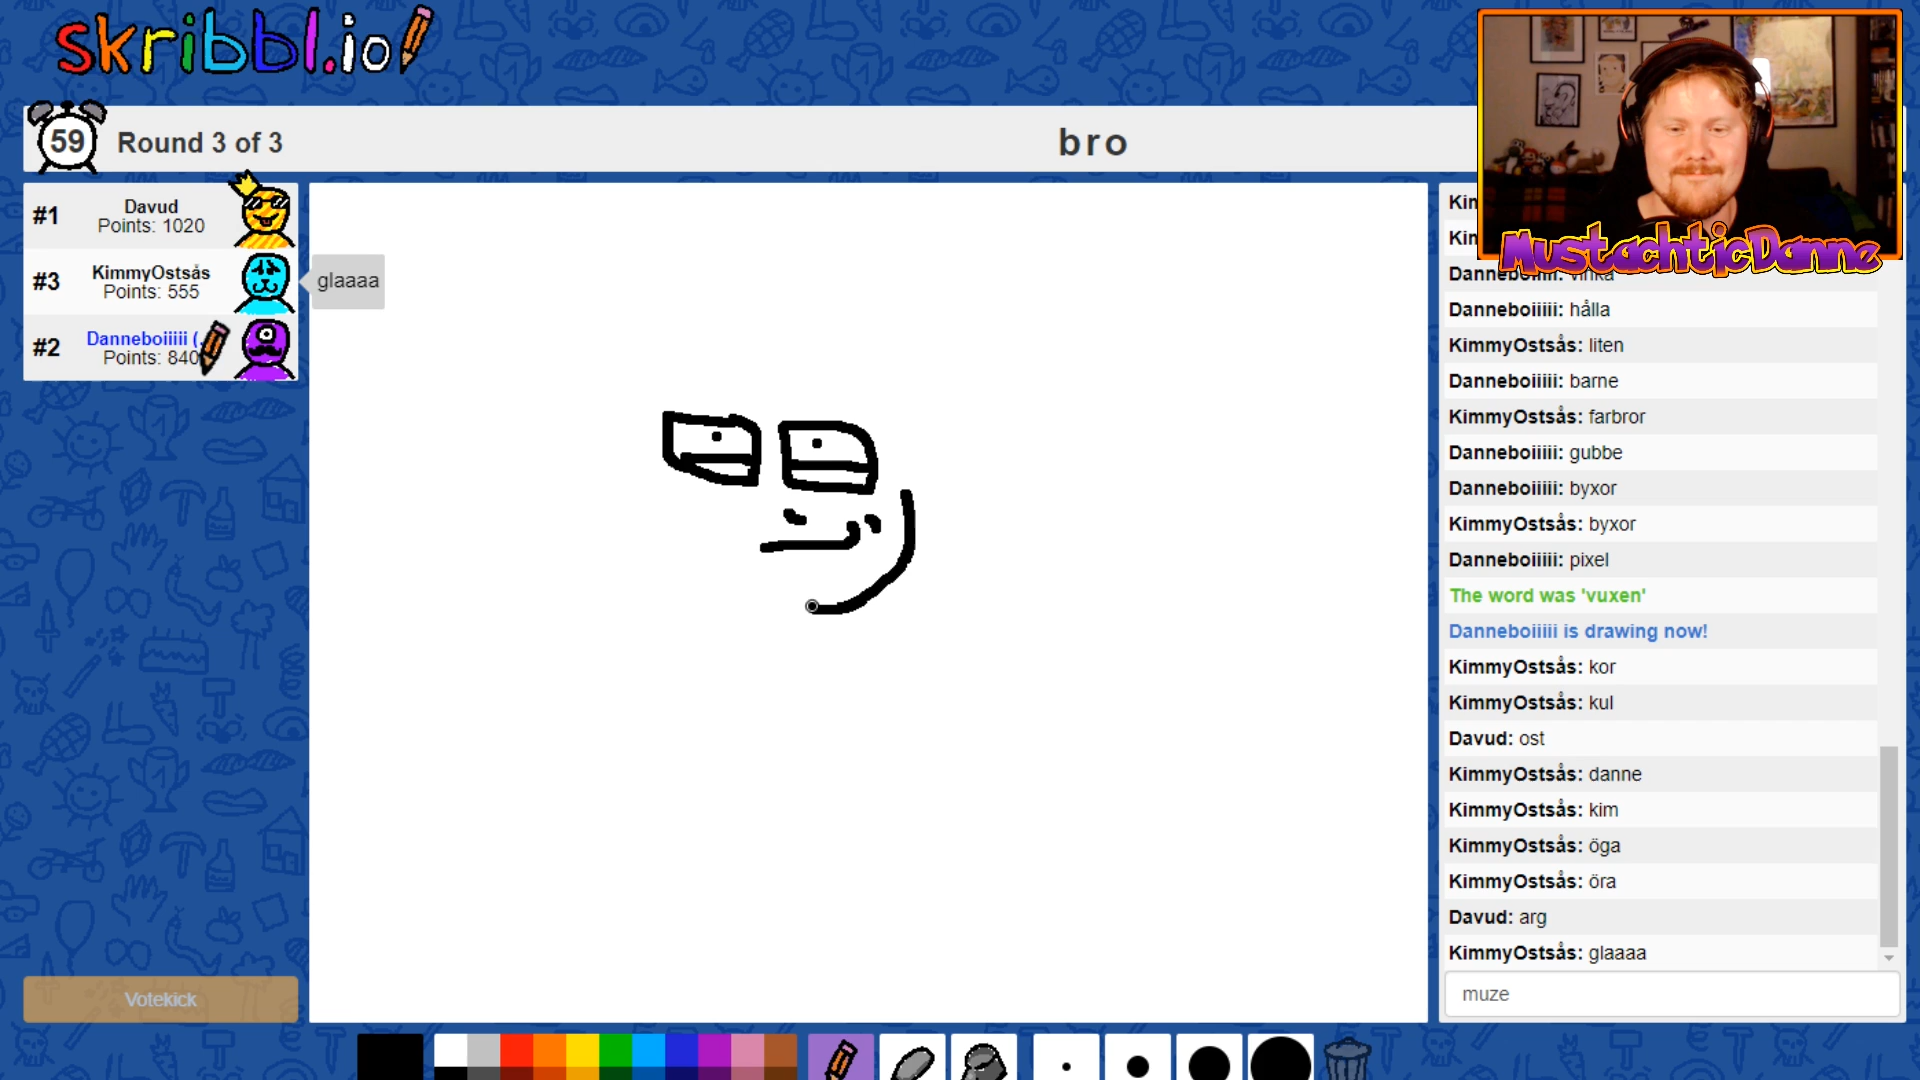 skribbl.io
59
Round 3 of 3
bro
#1
Davud
Points: 1020
#3
KimmyOstsås
Points: 555
#2
Danneboiiiii (
Points: 840
glaaaa
MustachticDanne
Danneboiiiii: vinka
Danneboiiiii: hålla
KimmyOstsås: liten
Danneboiiiii: barne
KimmyOstsås: farbror
Danneboiiiii: gubbe
Danneboiiiii: byxor
KimmyOstsås: byxor
Danneboiiiii: pixel
The word was 'vuxen'
Danneboiiiii is drawing now!
KimmyOstsås: kor
KimmyOstsås: kul
Davud: ost
KimmyOstsås: danne
KimmyOstsås: kim
KimmyOstsås: öga
KimmyOstsås: öra
Davud: arg
KimmyOstsås: glaaaa
muze
Votekick